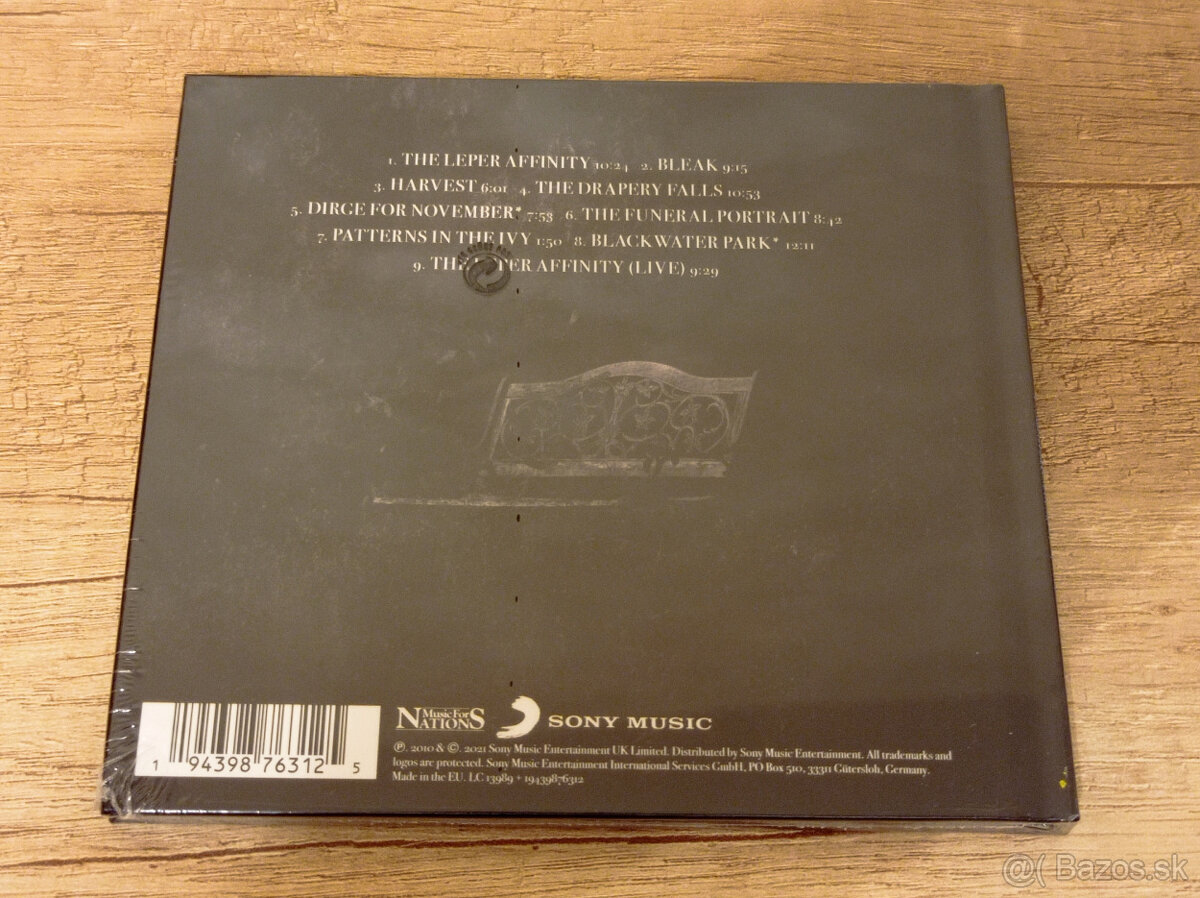 1. THE LEPER AFFINITY 10:24 2. BLEAK 9:15
3. HARVEST 6:01 4. THE DRAPERY FALLS 10:53
5. DIRGE FOR NOVEMBER* 7:53 6. THE FUNERAL PORTRAIT 8:42
7. PATTERNS IN THE IVY 1:50 8. BLACKWATER PARK* 12:11
9. THE LEPER AFFINITY (LIVE) 9:29
Music For NATIONS SONY MUSIC
℗. 2010 & ©. 2021 Sony Music Entertainment UK Limited. Distributed by Sony Music Entertainment. All trademarks and
logos are protected. Sony Music Entertainment International Services GmbH, PO Box 510, 33311 Gütersloh, Germany.
Made in the EU. LC 13989 + 19439876312
1 94398 76312 5
@( Bazos.sk